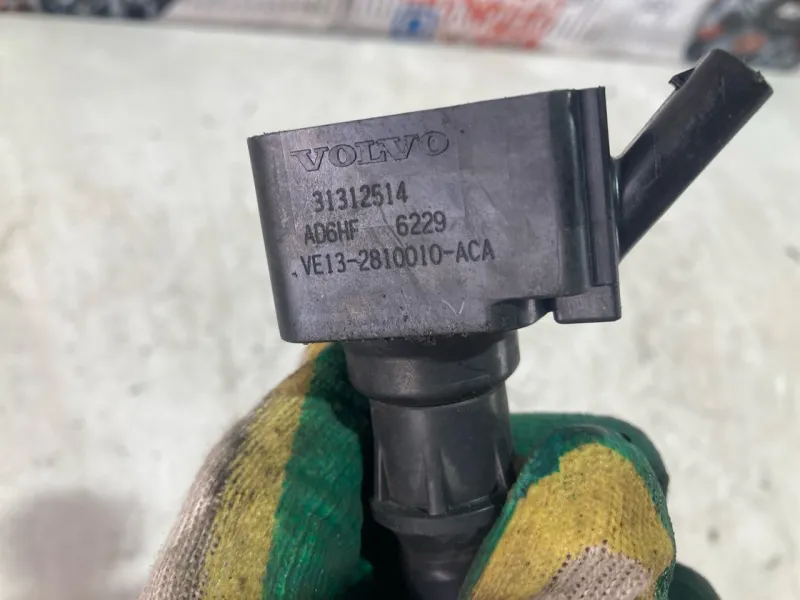 VOLVO
31312514
AD6HF 6229
VE13-2810010-ACA